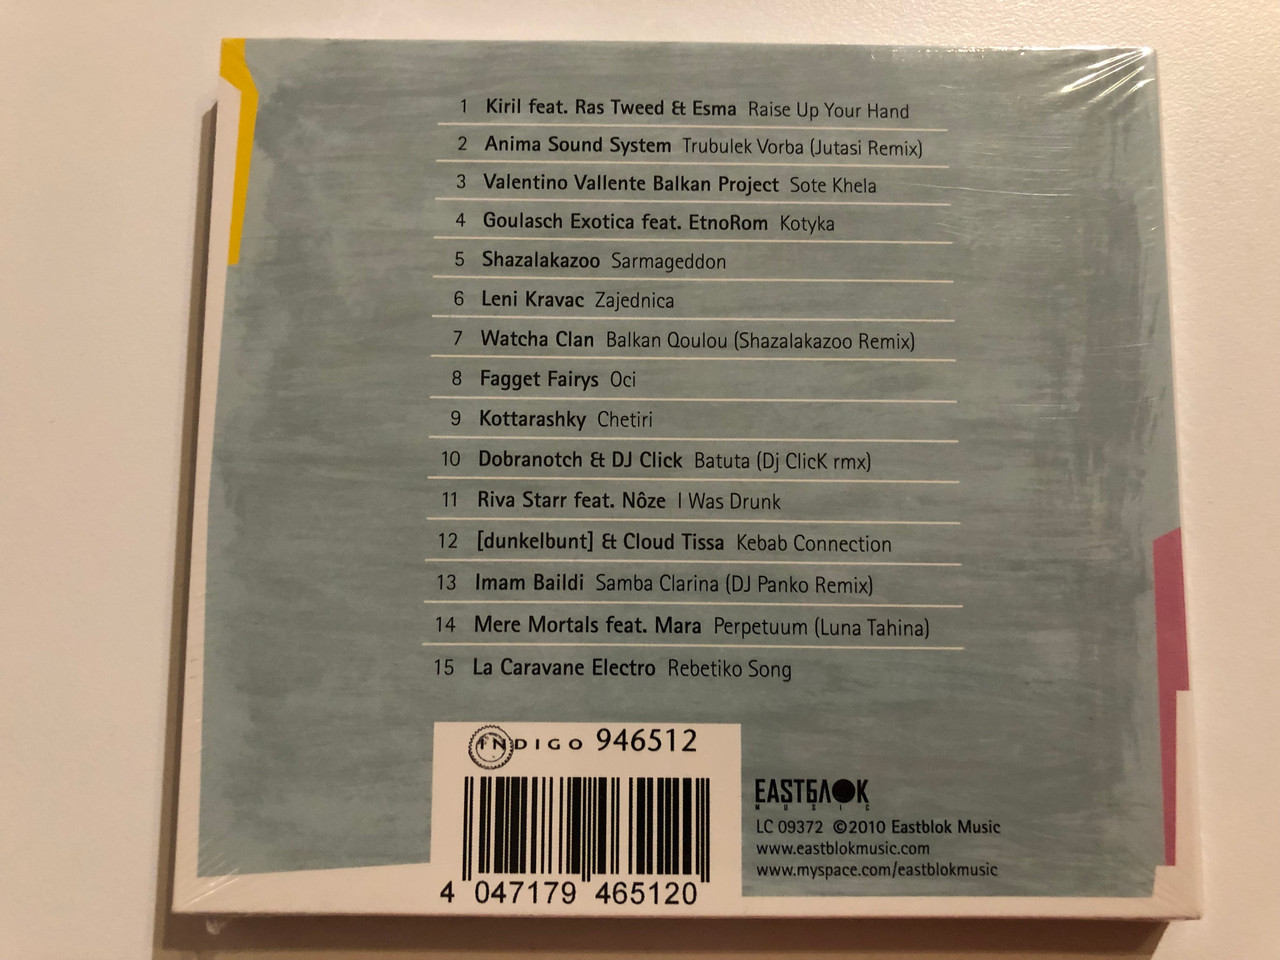 1 Kiril feat. Ras Tweed & Esma Raise Up Your Hand
2 Anima Sound System Trubulek Vorba (Jutasi Remix)
3 Valentino Vallente Balkan Project Sote Khela
4 Goulasch Exotica feat. EtnoRom Kotyka
5 Shazalakazoo Sarmageddon
6 Leni Kravac Zajednica
7 Watcha Clan Balkan Qoulou (Shazalakazoo Remix)
8 Fagget Fairys Oci
9 Kottarashky Chetiri
10 Dobranotch & DJ Click Batuta (Dj ClicK rmx)
11 Riva Starr feat. Nôze I Was Drunk
12 [dunkelbunt] & Cloud Tissa Kebab Connection
13 Imam Baildi Samba Clarina (DJ Panko Remix)
14 Mere Mortals feat. Mara Perpetuum (Luna Tahina)
15 La Caravane Electro Rebetiko Song
INDIGO 946512
4 047179 465120
EASTБЛOK
MUSIC
LC 09372 ©2010 Eastblok Music
www.eastblokmusic.com
www.myspace.com/eastblokmusic